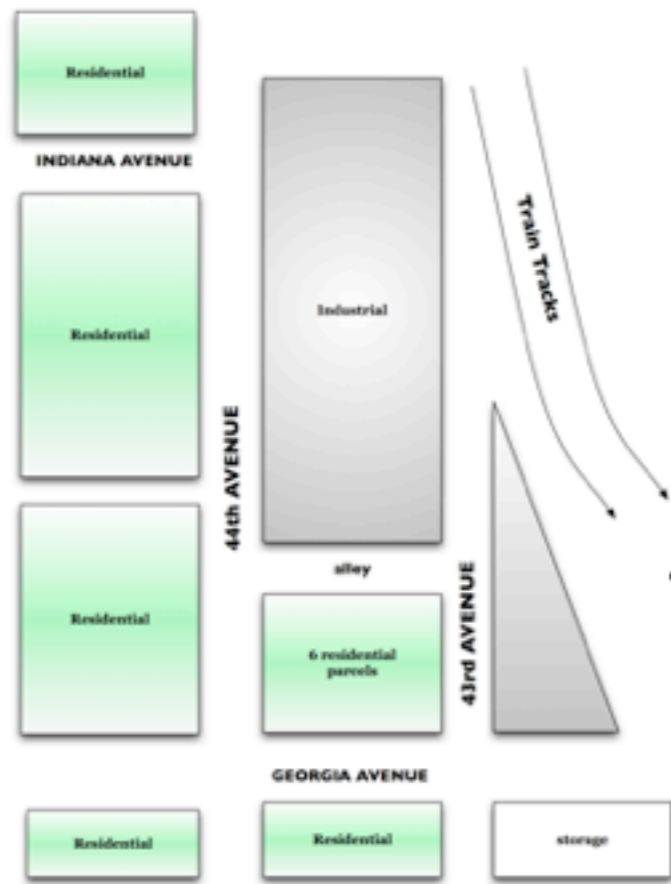 Residential
INDIANA AVENUE
Train Tracks
Residential
Industrial
44th AVENUE
alley
Residential
6 residential
parcels
43rd AVENUE
GEORGIA AVENUE
Residential
Residential
storage